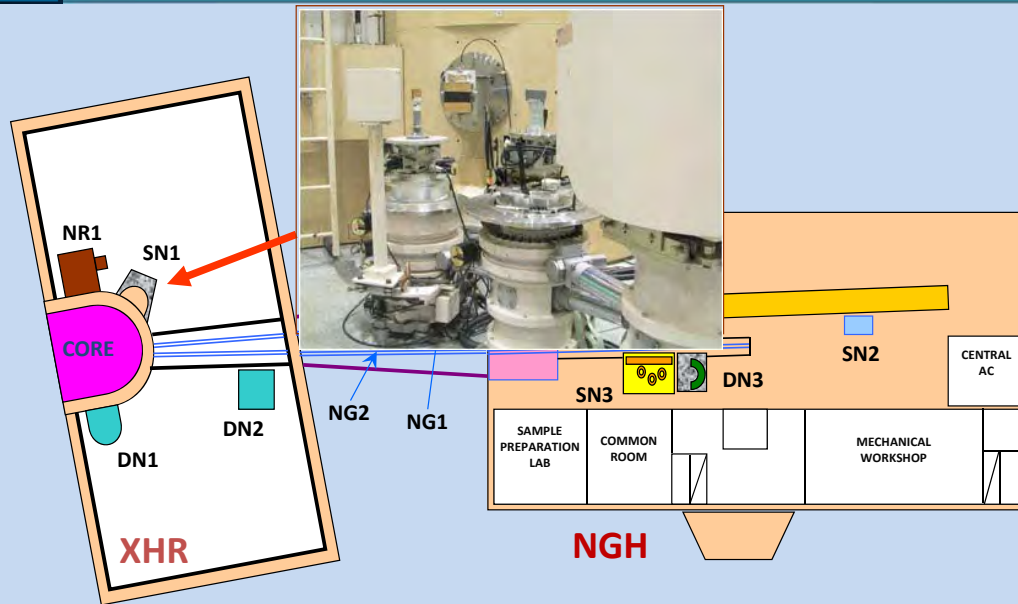 NR1
SN1
CORE
DN1
DN2
NG2
NG1
SN3
DN3
SN2
CENTRAL
AC
SAMPLE
PREPARATION
LAB
COMMON
ROOM
MECHANICAL
WORKSHOP
XHR
NGH